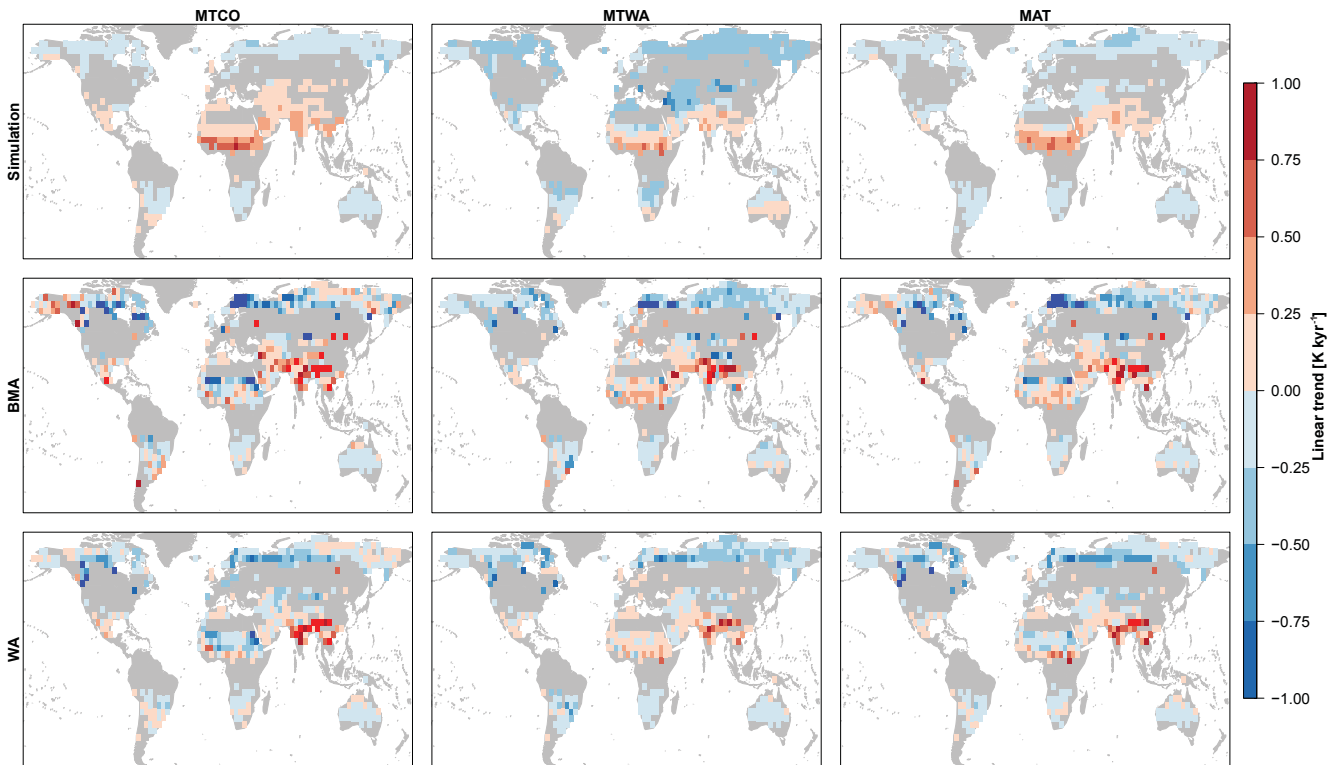 MTCO
MTWA
MAT
Simulation
BMA
WA
1.00
0.75
0.50
0.25
0.00
−0.25
−0.50
−0.75
−1.00
Linear trend [K kyr⁻¹]